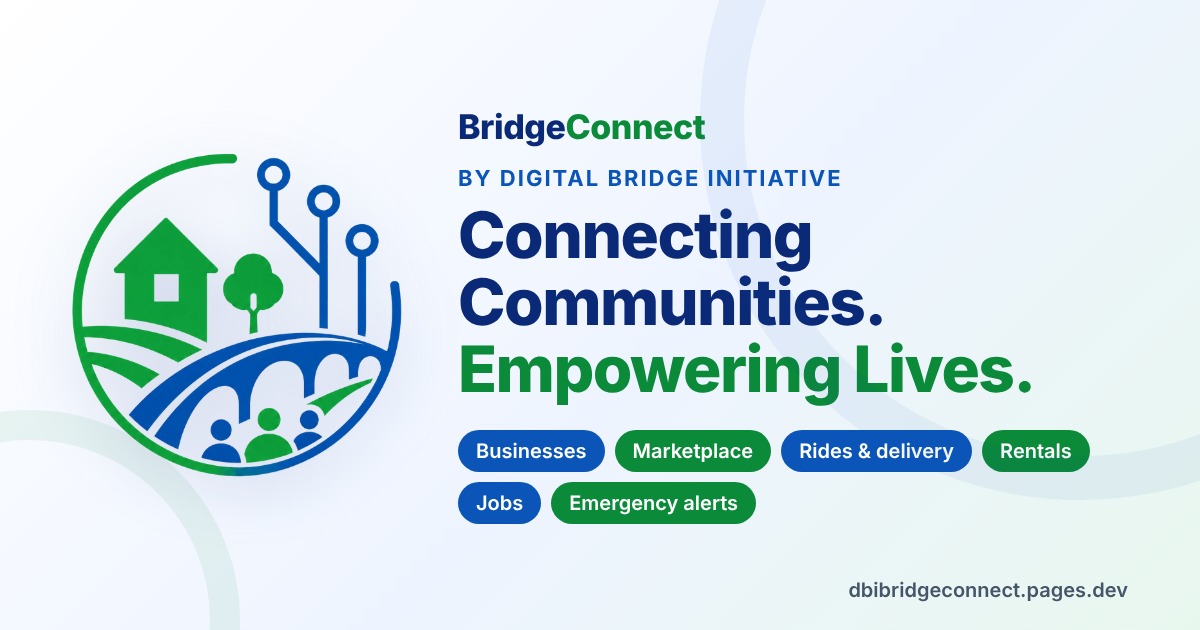 BridgeConnect
BY DIGITAL BRIDGE INITIATIVE
Connecting
Communities.
Empowering Lives.
Businesses Marketplace Rides & delivery Rentals
Jobs Emergency alerts
dbibridgeconnect.pages.dev